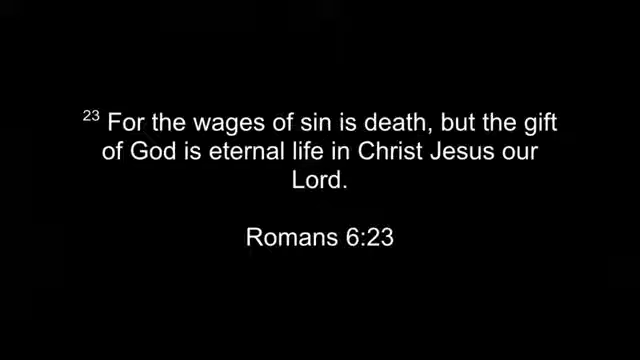 23 For the wages of sin is death, but the gift
of God is eternal life in Christ Jesus our
Lord.
Romans 6:23